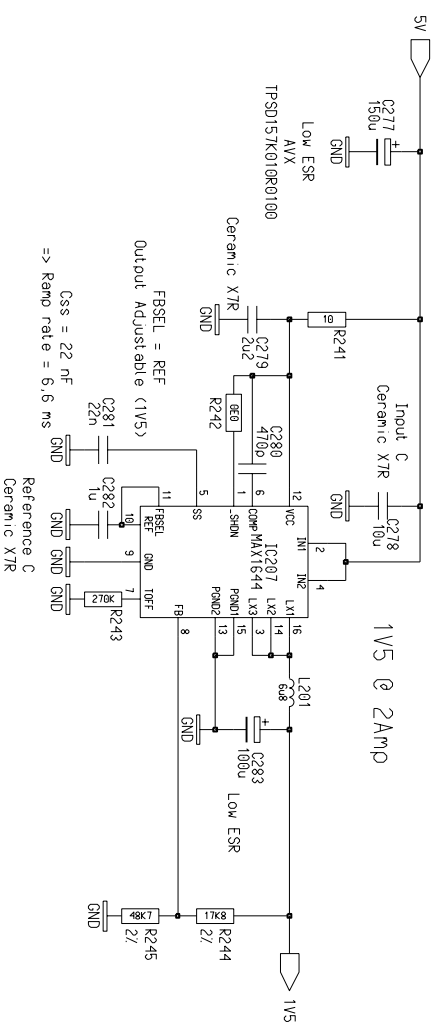 5V
C277
150u
+
GND
Low ESR
AVX
TPSD157K010R0100
R241
10
C279
2u2
Ceramic X7R
GND
Input C
Ceramic X7R
C278
10u
GND
1V5 @ 2Amp
C280
470p
R242
0E0
FBSEL = REF
Output Adjustable (1V5)
C281
22n
GND
Css = 22 nF
=> Ramp rate = 6,6 ms
C282
1u
GND
Reference C
Ceramic X7R
GND
R243
270K
GND
IC207
MAX1644
12 VCC
6 COMP
1 _SHDN
5 SS
11 FBSEL
10 REF
9 GND
7 TOFF
2 IN1
4 IN2
LX1 16
LX2 14
LX3 3
PGND1 15
PGND2 13
FB 8
L201
6u8
+
C283
100u
Low ESR
GND
R244
17K8
2%
R245
48K7
2%
GND
1V5